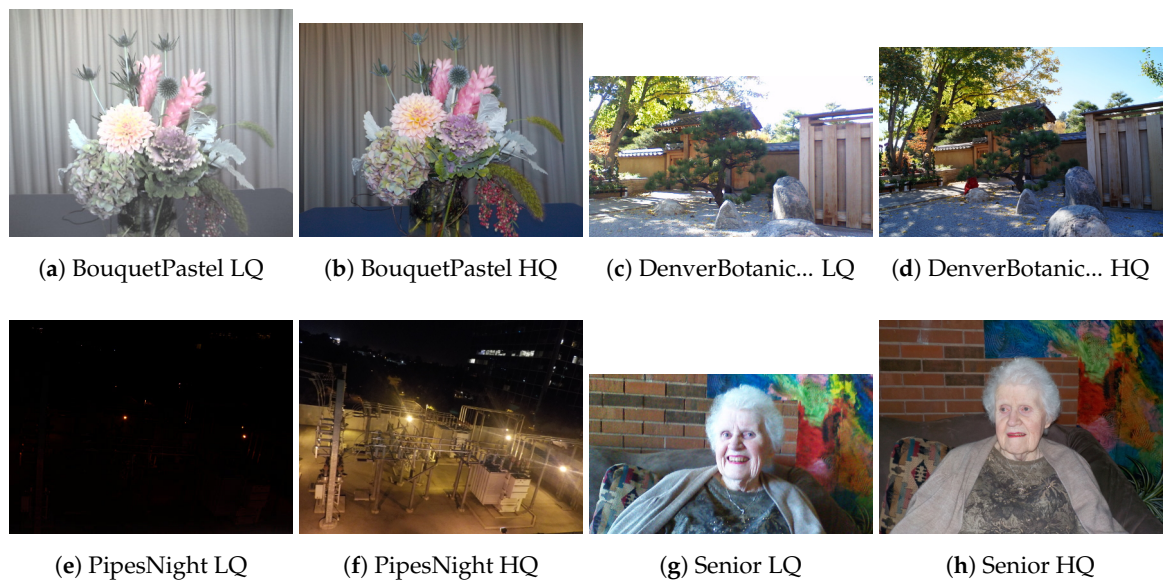 (a) BouquetPastel LQ
(b) BouquetPastel HQ
(c) DenverBotanic... LQ
(d) DenverBotanic... HQ
(e) PipesNight LQ
(f) PipesNight HQ
(g) Senior LQ
(h) Senior HQ